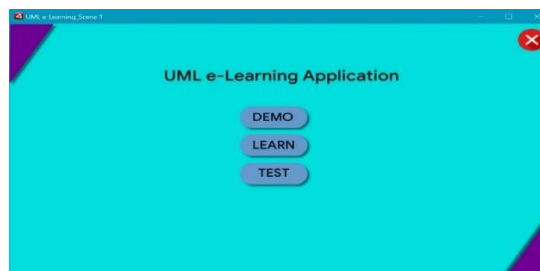 UML e-Learning_Scene 1
UML e-Learning Application
DEMO
LEARN
TEST